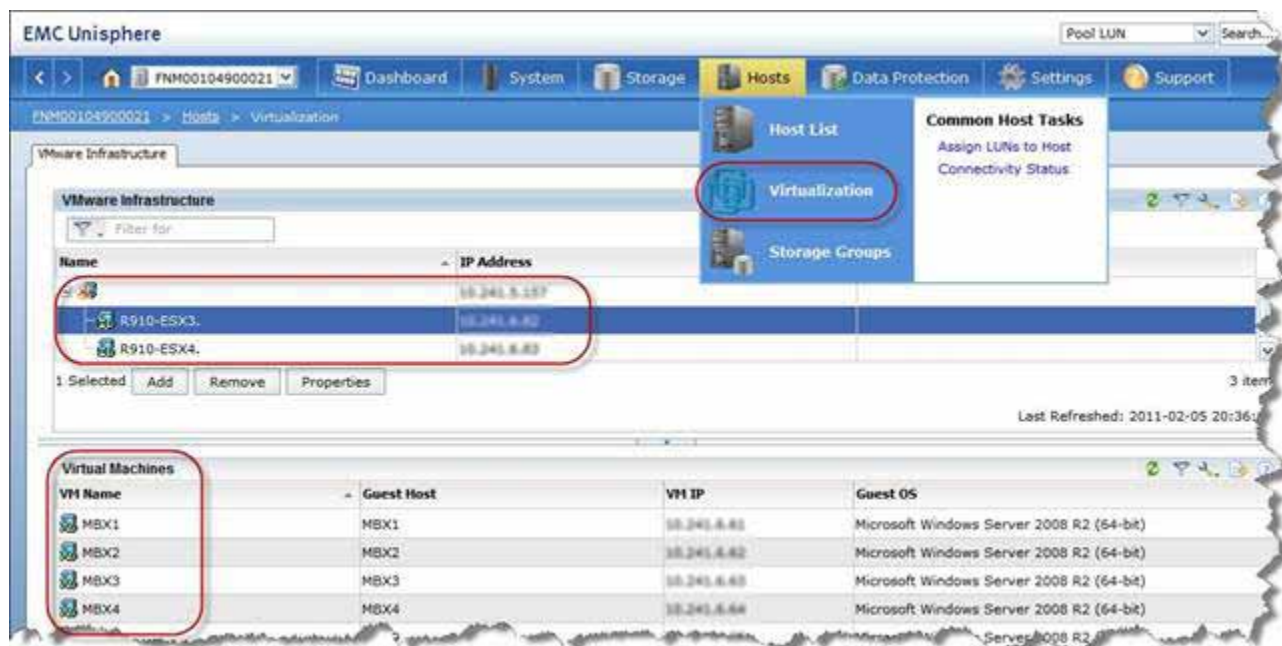 EMC Unisphere
Pool LUN
Search...
FNM00104900021
Dashboard
System
Storage
Hosts
Data Protection
Settings
Support
FNM00104900021 > Hosts > Virtualization
Host List
Virtualization
Storage Groups
Common Host Tasks
Assign LUNs to Host
Connectivity Status
VMware Infrastructure
VMware Infrastructure
Filter for
Name IP Address
R910-ESX3.
R910-ESX4.
1 Selected Add Remove Properties
3 item
Last Refreshed: 2011-02-05 20:36:
Virtual Machines
VM Name Guest Host VM IP Guest OS
MBX1 MBX1 Microsoft Windows Server 2008 R2 (64-bit)
MBX2 MBX2 Microsoft Windows Server 2008 R2 (64-bit)
MBX3 MBX3 Microsoft Windows Server 2008 R2 (64-bit)
MBX4 MBX4 Microsoft Windows Server 2008 R2 (64-bit)
Server 2008 R2